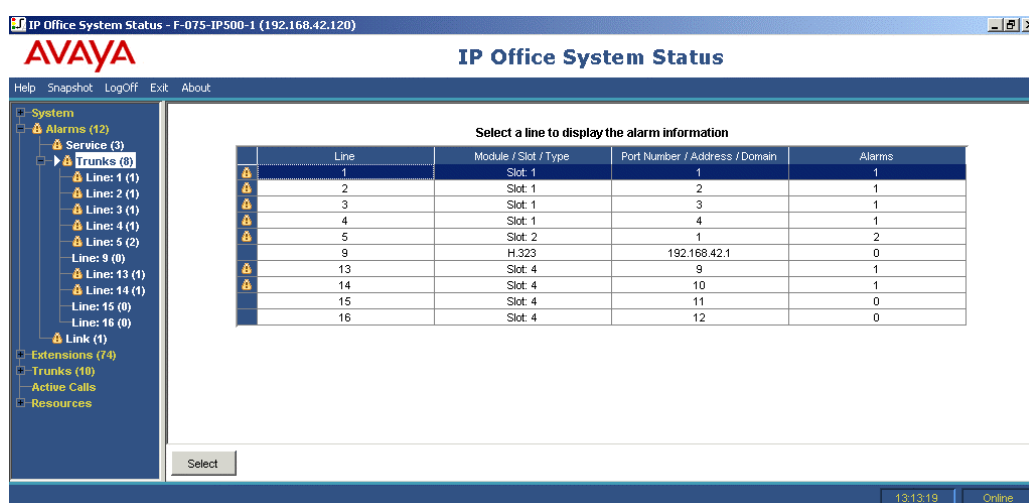 IP Office System Status - F-075-IP500-1 (192.168.42.120)
AVAYA
IP Office System Status
Help Snapshot LogOff Exit About
System
Alarms (12)
Service (3)
Trunks (8)
Line: 1 (1)
Line: 2 (1)
Line: 3 (1)
Line: 4 (1)
Line: 5 (2)
Line: 9 (0)
Line: 13 (1)
Line: 14 (1)
Line: 15 (0)
Line: 16 (0)
Link (1)
Extensions (74)
Trunks (10)
Active Calls
Resources
Select a line to display the alarm information
Line Module / Slot / Type Port Number / Address / Domain Alarms
1 Slot: 1 1 1
2 Slot: 1 2 1
3 Slot: 1 3 1
4 Slot: 1 4 1
5 Slot: 2 1 2
9 H.323 192.168.42.1 0
13 Slot: 4 9 1
14 Slot: 4 10 1
15 Slot: 4 11 0
16 Slot: 4 12 0
Select
13:13:19 Online